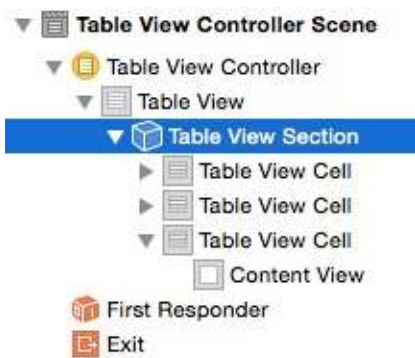 Table View Controller Scene
Table View Controller
Table View
Table View Section
Table View Cell
Table View Cell
Table View Cell
Content View
First Responder
Exit